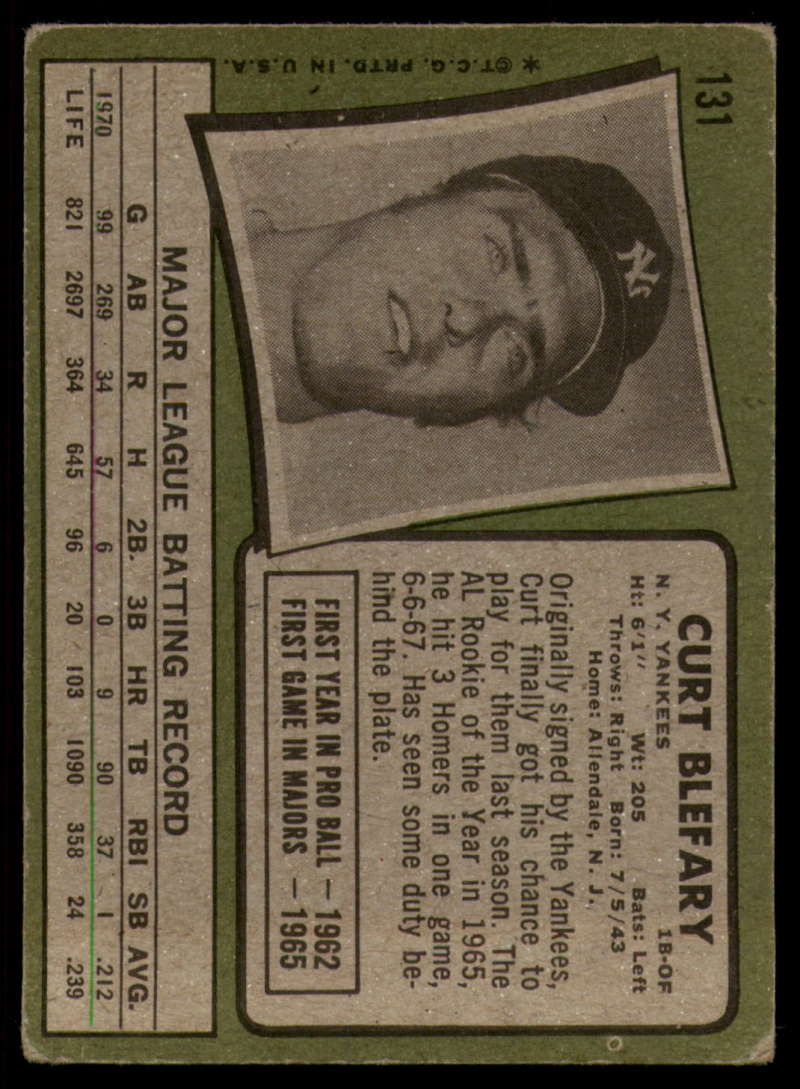 131
* ©T.C.G. PRTD. IN U.S.A.
NY
CURT BLEFARY
N. Y. YANKEES 1B-OF
Ht: 6'1" Wt: 205 Bats: Left
Throws: Right Born: 7/5/43
Home: Allendale, N. J.
Originally signed by the Yankees,
Curt finally got his chance to
play for them last season. The
AL Rookie of the Year in 1965,
he hit 3 Homers in one game,
6-6-67. Has seen some duty be-
hind the plate.
FIRST YEAR IN PRO BALL — 1962
FIRST GAME IN MAJORS — 1965
MAJOR LEAGUE BATTING RECORD
G AB R H 2B. 3B HR TB RBI SB AVG.
1970 99 269 34 57 6 0 9 90 37 1 .212
LIFE 821 2697 364 645 96 20 103 1090 358 24 .239